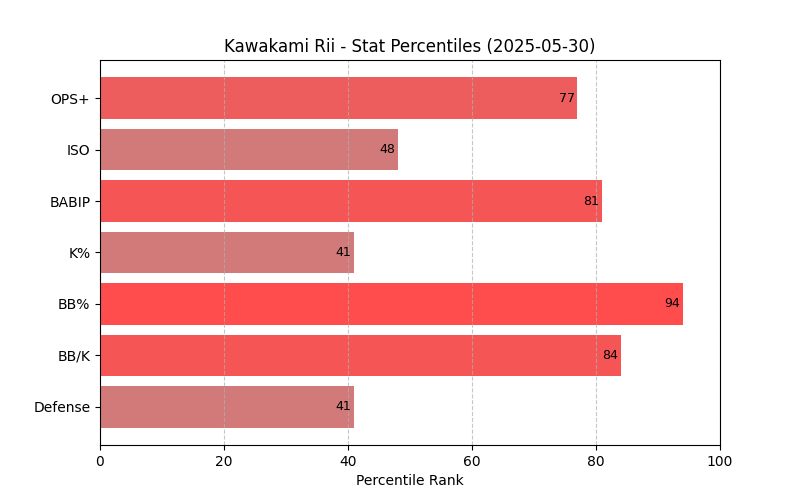 Kawakami Rii - Stat Percentiles (2025-05-30)
OPS+ 77
ISO 48
BABIP 81
K% 41
BB% 94
BB/K 84
Defense 41
0 20 40 60 80 100
Percentile Rank